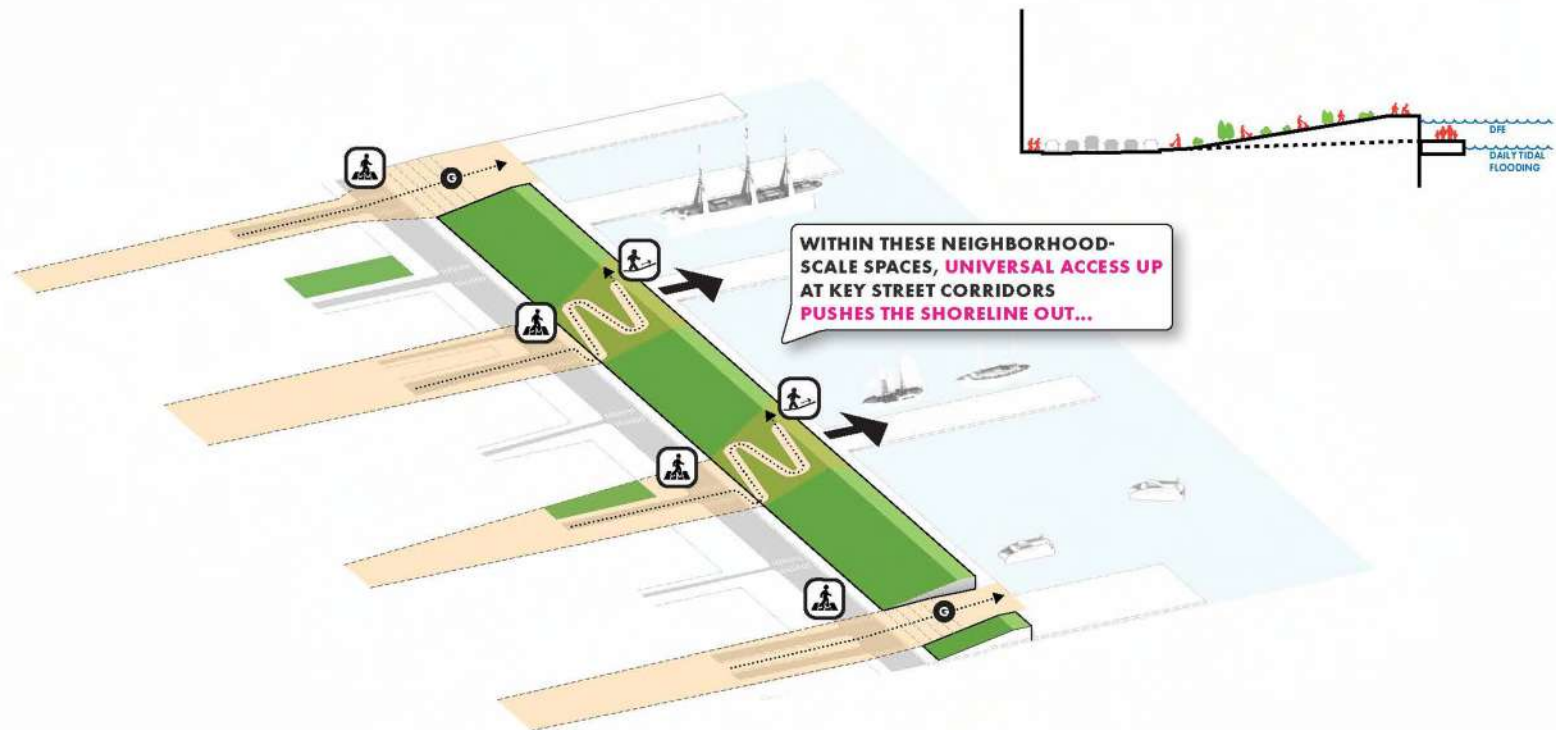 DFE
DAILY TIDAL
FLOODING
G
WITHIN THESE NEIGHBORHOOD-
SCALE SPACES, UNIVERSAL ACCESS UP
AT KEY STREET CORRIDORS
PUSHES THE SHORELINE OUT...
G